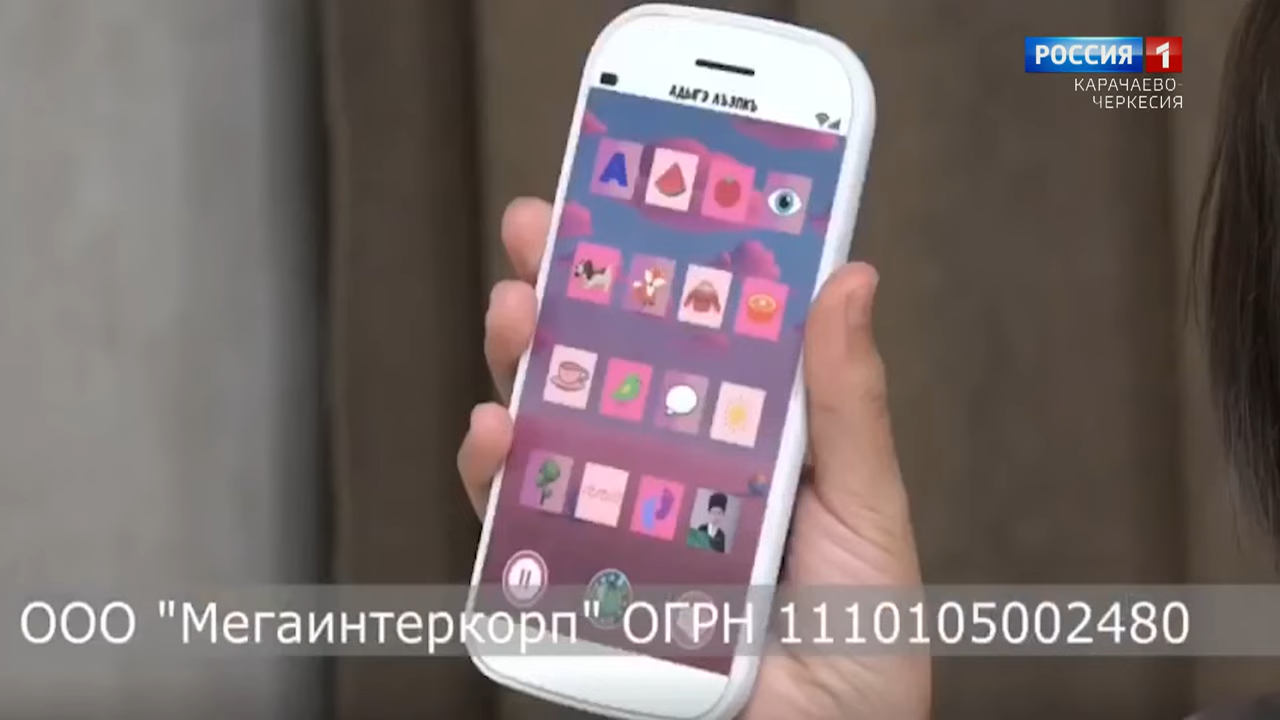 РОССИЯ 1
КАРАЧАЕВО-
ЧЕРКЕСИЯ
АДЫГЭ ЛЪЭПКЪ
А
ООО "Мегаинтеркорп" ОГРН 1110105002480